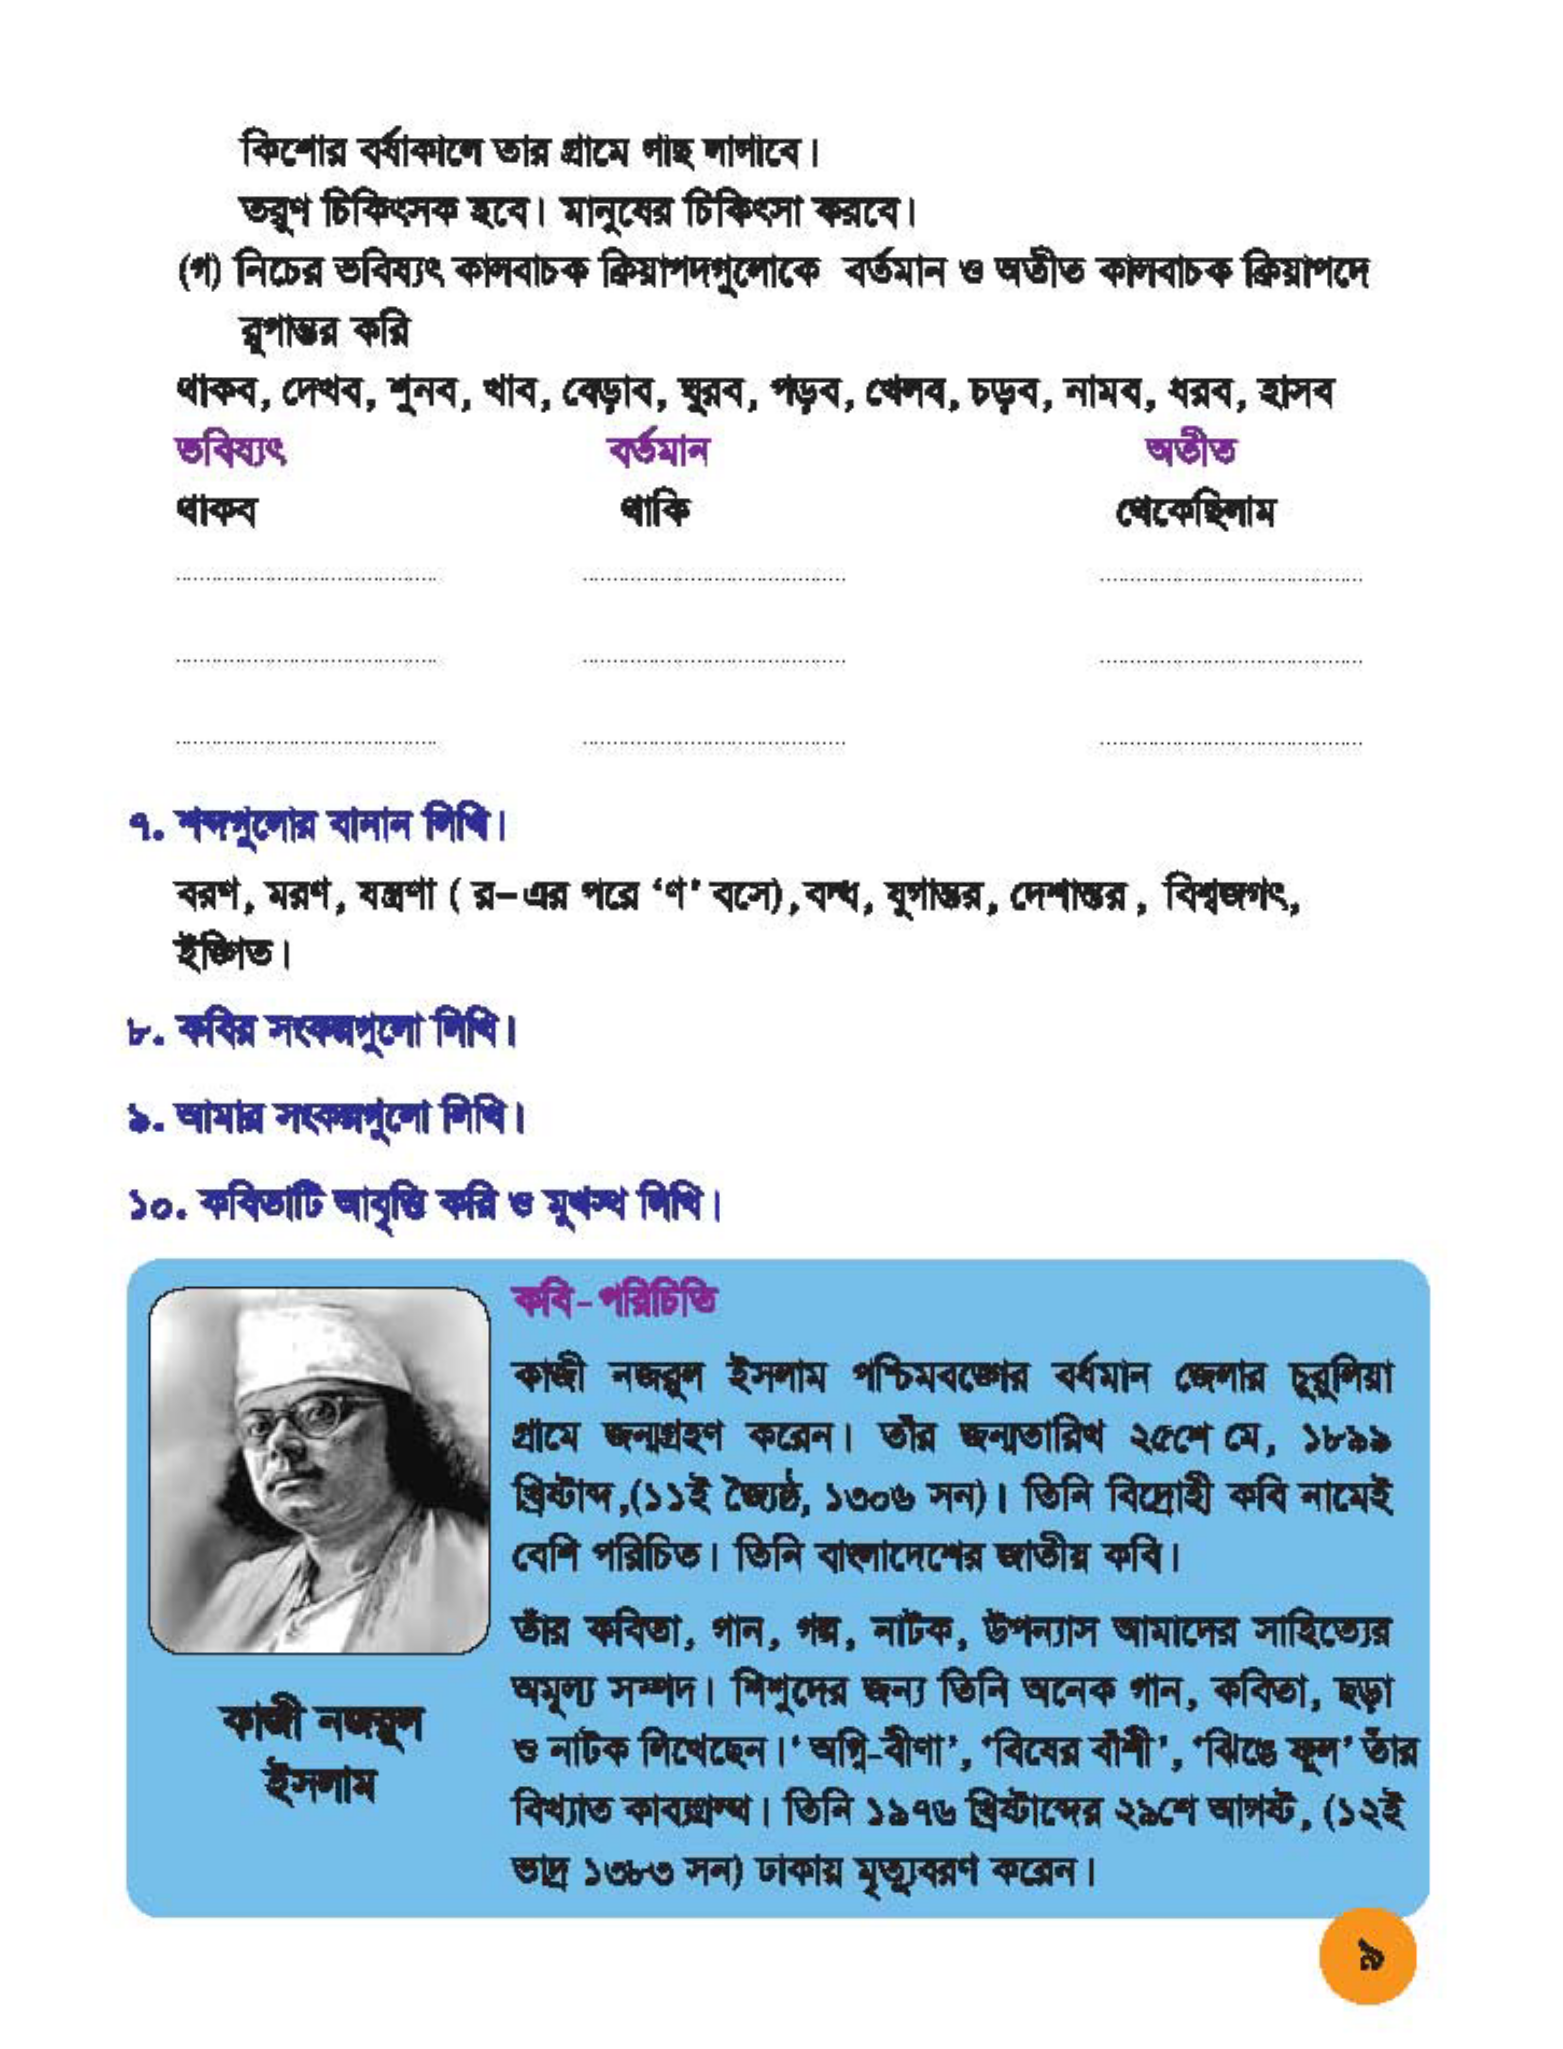 কিশোর বর্ষাকালে তার গ্রামে গাছ লাগাবে।
তরুণ চিকিৎসক হবে। মানুষের চিকিৎসা করবে।
(গ) নিচের ভবিষ্যৎ কালবাচক ক্রিয়াপদগুলোকে বর্তমান ও অতীত কালবাচক ক্রিয়াপদে
রূপান্তর করি
থাকব, দেখব, শুনব, খাব, বেড়াব, ঘুরব, পড়ব, খেলব, চড়ব, নামব, ধরব, হাসব
ভবিষ্যৎ বর্তমান অতীত
থাকব থাকি থেকেছিলাম
৭. শব্দগুলোর বানান লিখি।
বরণ, মরণ, যন্ত্রণা ( র-এর পরে ‘ণ’ বসে), বন্ধ, যুগান্তর, দেশান্তর , বিশ্বজগৎ,
ইঙ্গিত।
৮. কবির সংকল্পগুলো লিখি।
৯. আমার সংকল্পগুলো লিখি।
১০. কবিতাটি আবৃত্তি করি ও মুখস্থ লিখি।
কবি-পরিচিতি
কাজী নজরুল ইসলাম পশ্চিমবঙ্গের বর্ধমান জেলার চুরুলিয়া
গ্রামে জন্মগ্রহণ করেন। তাঁর জন্মতারিখ ২৫শে মে, ১৮৯৯
খ্রিষ্টাব্দ,(১১ই জ্যৈষ্ঠ, ১৩০৬ সন)। তিনি বিদ্রোহী কবি নামেই
বেশি পরিচিত। তিনি বাংলাদেশের জাতীয় কবি।
তাঁর কবিতা, গান, গল্প, নাটক, উপন্যাস আমাদের সাহিত্যের
অমূল্য সম্পদ। শিশুদের জন্য তিনি অনেক গান, কবিতা, ছড়া
ও নাটক লিখেছেন।‘ অগ্নি-বীণা’, ‘বিষের বাঁশী’, ‘ঝিঙে ফুল’ তাঁর
বিখ্যাত কাব্যগ্রন্থ। তিনি ১৯৭৬ খ্রিষ্টাব্দের ২৯শে আগষ্ট, (১২ই
ভাদ্র ১৩৮৩ সন) ঢাকায় মৃত্যুবরণ করেন।
কাজী নজরুল
ইসলাম
৯